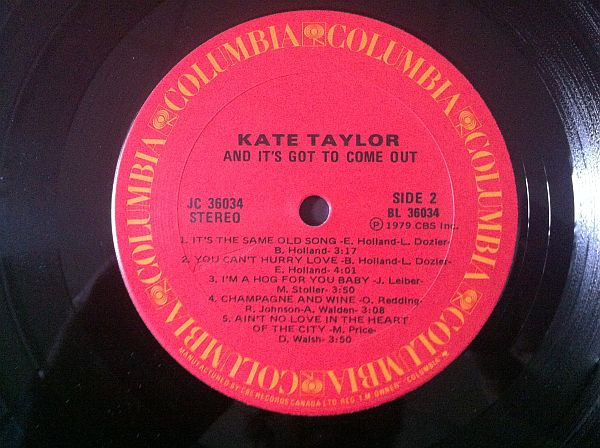 COLUMBIA COLUMBIA COLUMBIA COLUMBIA COLUMBIA COLUMBIA
KATE TAYLOR
AND IT'S GOT TO COME OUT
JC 36034
STEREO
SIDE 2
BL 36034
Ⓟ 1979 CBS Inc.
1. IT'S THE SAME OLD SONG -E. Holland-L. Dozier-
B. Holland- 3:17
2. YOU CAN'T HURRY LOVE -B. Holland-L. Dozier-
E. Holland- 4:01
3. I'M A HOG FOR YOU BABY -J. Leiber-
M. Stoller- 3:50
4. CHAMPAGNE AND WINE -O. Redding-
R. Johnson-A. Walden- 3:08
5. AIN'T NO LOVE IN THE HEART
OF THE CITY -M. Price-
D. Walsh- 3:50
MANUFACTURED BY CBS RECORDS CANADA LTD. REG. T.M. OWNER "COLUMBIA"